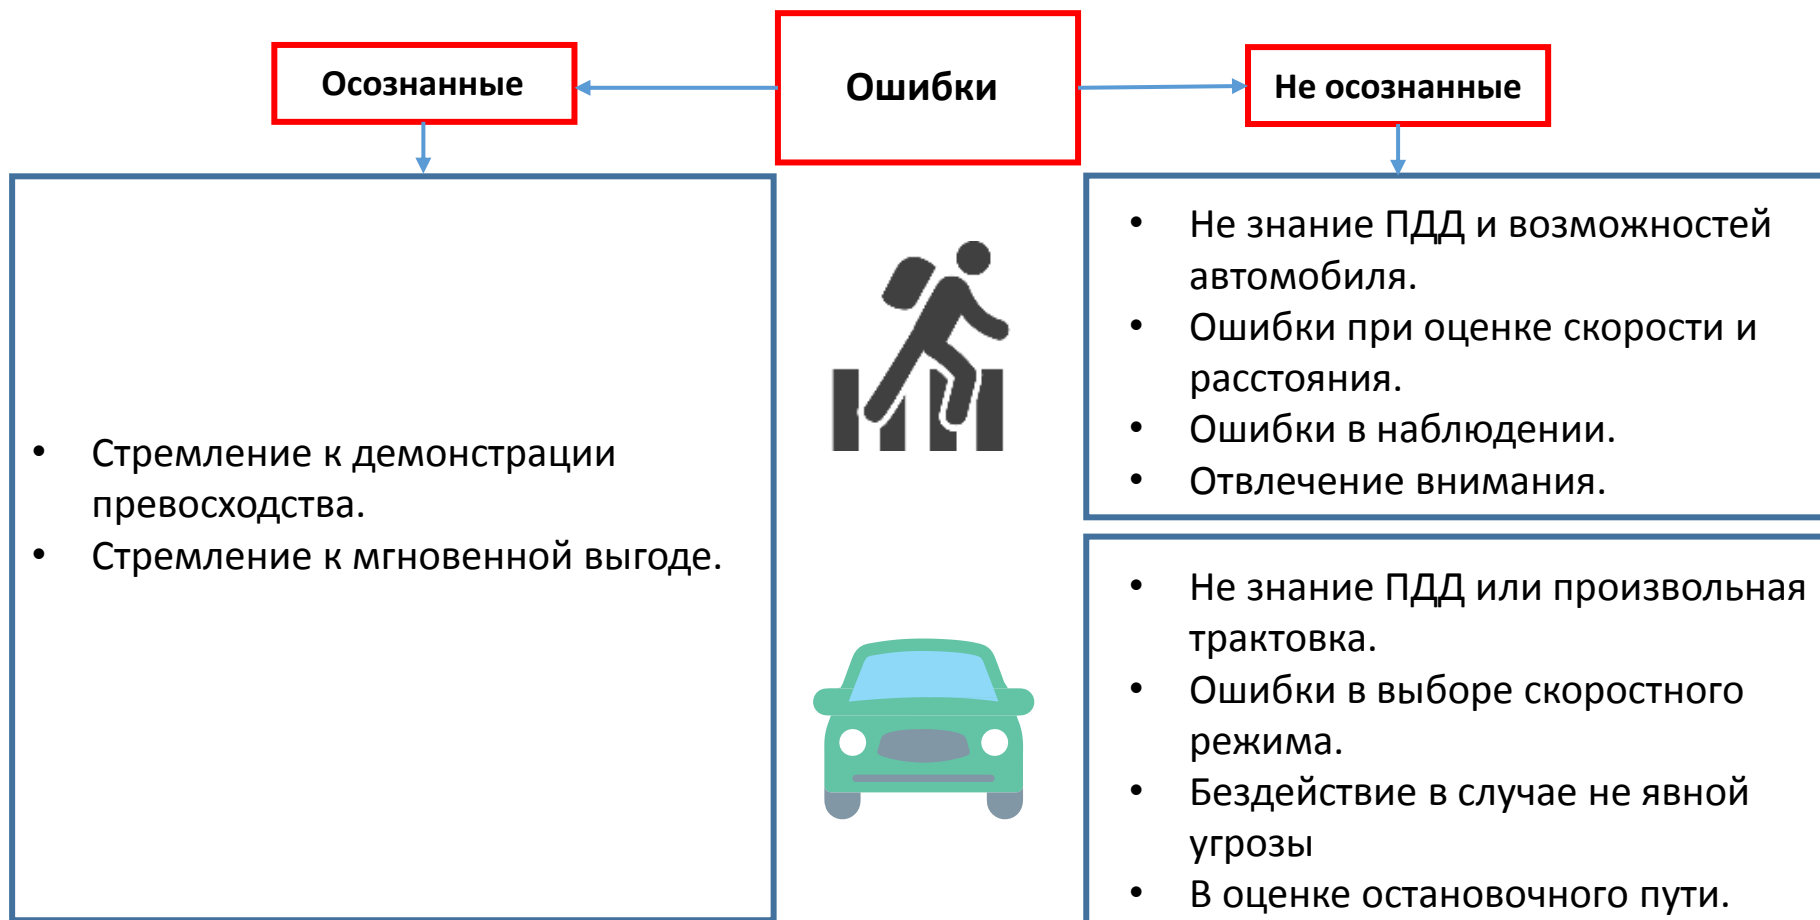 Ошибки
Осознанные
Не осознанные
• Стремление к демонстрации
превосходства.
• Стремление к мгновенной выгоде.
• Не знание ПДД и возможностей
автомобиля.
• Ошибки при оценке скорости и
расстояния.
• Ошибки в наблюдении.
• Отвлечение внимания.
• Не знание ПДД или произвольная
трактовка.
• Ошибки в выборе скоростного
режима.
• Бездействие в случае не явной
угрозы
• В оценке остановочного пути.